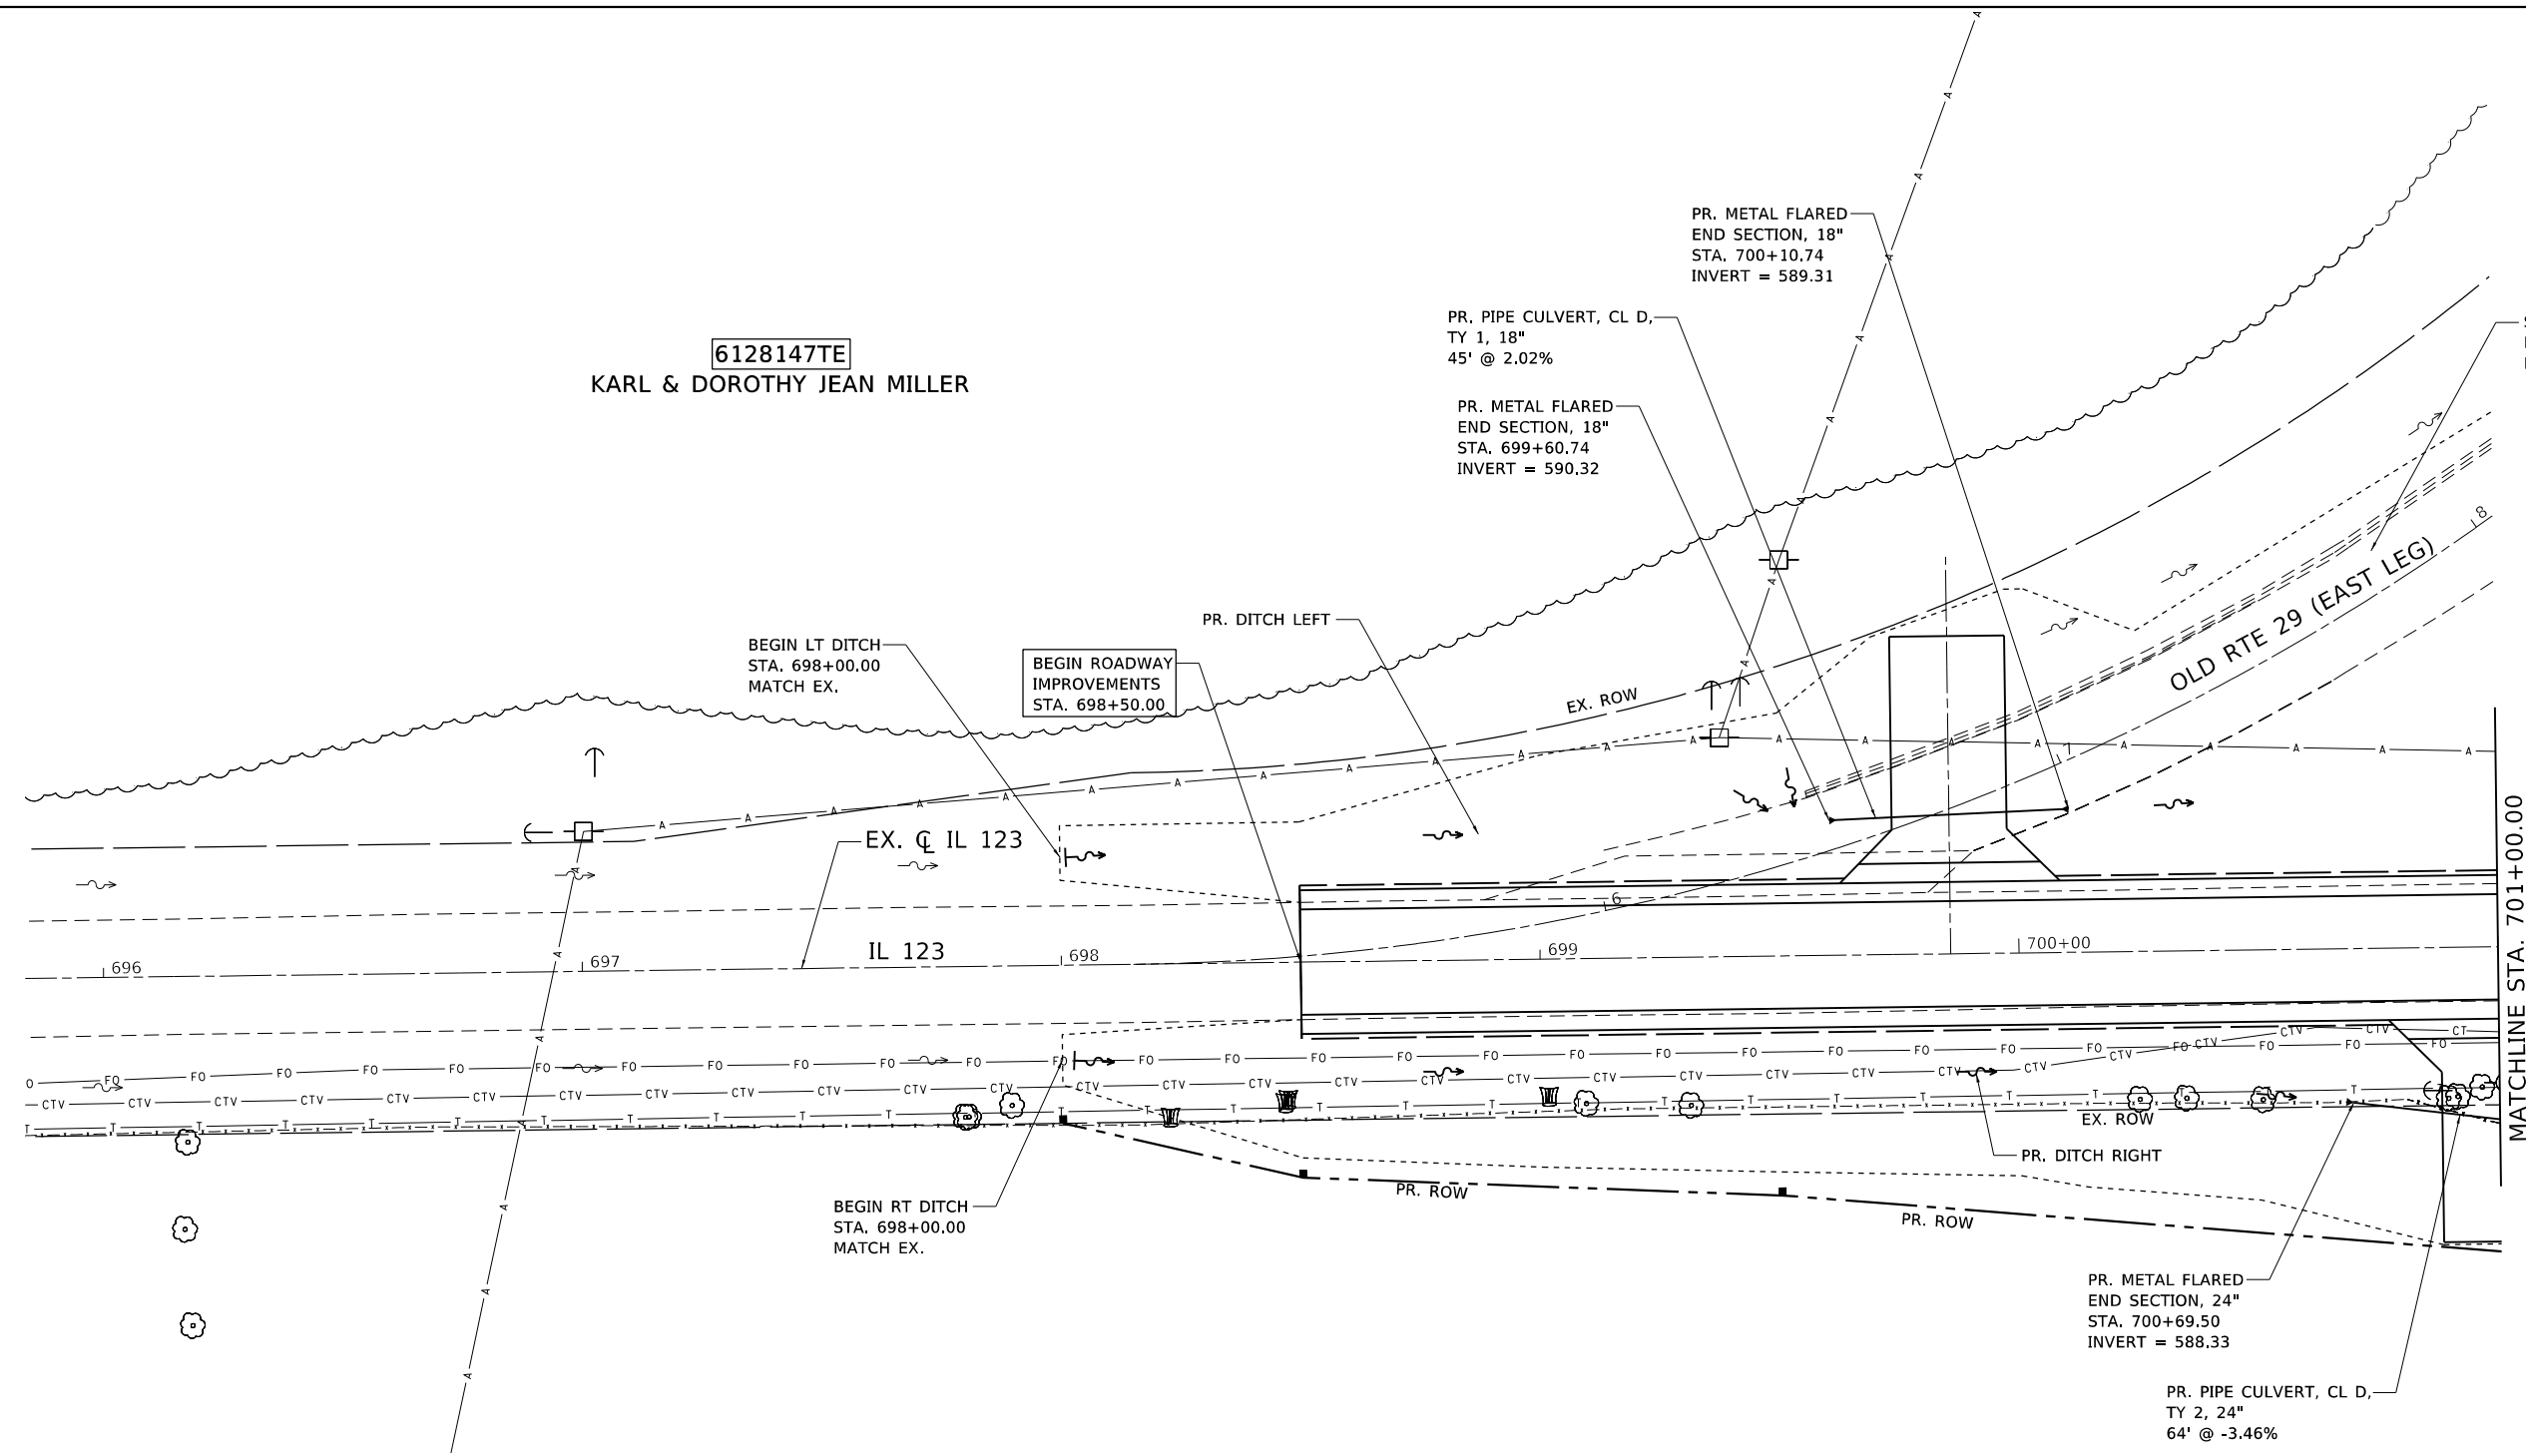 PR. METAL FLARED
END SECTION, 18"
STA. 700+10.74
INVERT = 589.31
PR. PIPE CULVERT, CL D,
TY 1, 18"
45' @ 2.02%
6128147TE
KARL & DOROTHY JEAN MILLER
PR. METAL FLARED
END SECTION, 18"
STA. 699+60.74
INVERT = 590.32
8
OLD RTE 29 (EAST LEG)
PR. DITCH LEFT
BEGIN LT DITCH
STA. 698+00.00
MATCH EX.
BEGIN ROADWAY
IMPROVEMENTS
STA. 698+50.00
EX. ROW
7
EX. ℄ IL 123
6
IL 123
696
697
698
699
700+00
MATCHLINE STA. 701+00.00
EX. ROW
PR. DITCH RIGHT
PR. ROW
PR. ROW
BEGIN RT DITCH
STA. 698+00.00
MATCH EX.
PR. METAL FLARED
END SECTION, 24"
STA. 700+69.50
INVERT = 588.33
PR. PIPE CULVERT, CL D,
TY 2, 24"
64' @ -3.46%